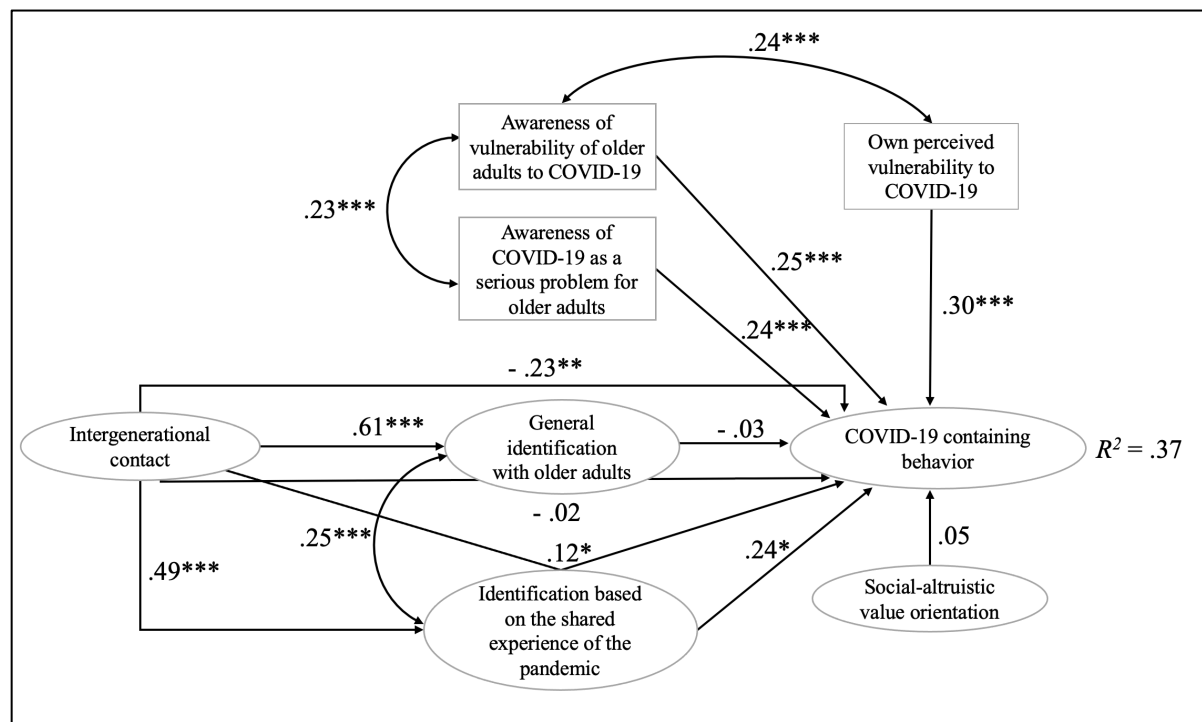 .24***
Awareness of
vulnerability of older
adults to COVID-19
Own perceived
vulnerability to
COVID-19
.23***
Awareness of
COVID-19 as a
serious problem for
older adults
.25***
.24***
.30***
- .23**
Intergenerational
contact
.61***
General
identification
with older adults
- .03
COVID-19 containing
behavior
R² = .37
- .02
.25***
.12*
.24*
.05
.49***
Identification based
on the shared
experience of the
pandemic
Social-altruistic
value orientation